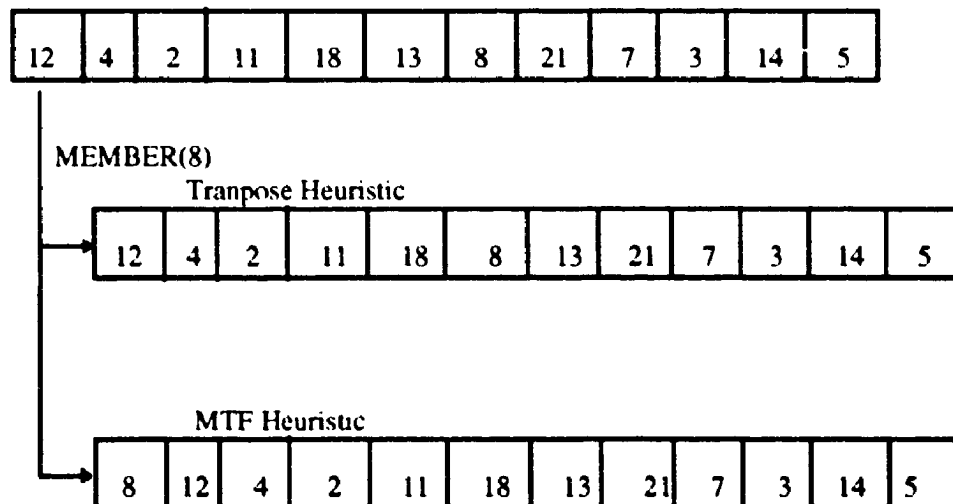 12 4 2 11 18 13 8 21 7 3 14 5
MEMBER(8)
Tranpose Heuristic
12 4 2 11 18 8 13 21 7 3 14 5
MTF Heuristic
8 12 4 2 11 18 13 21 7 3 14 5